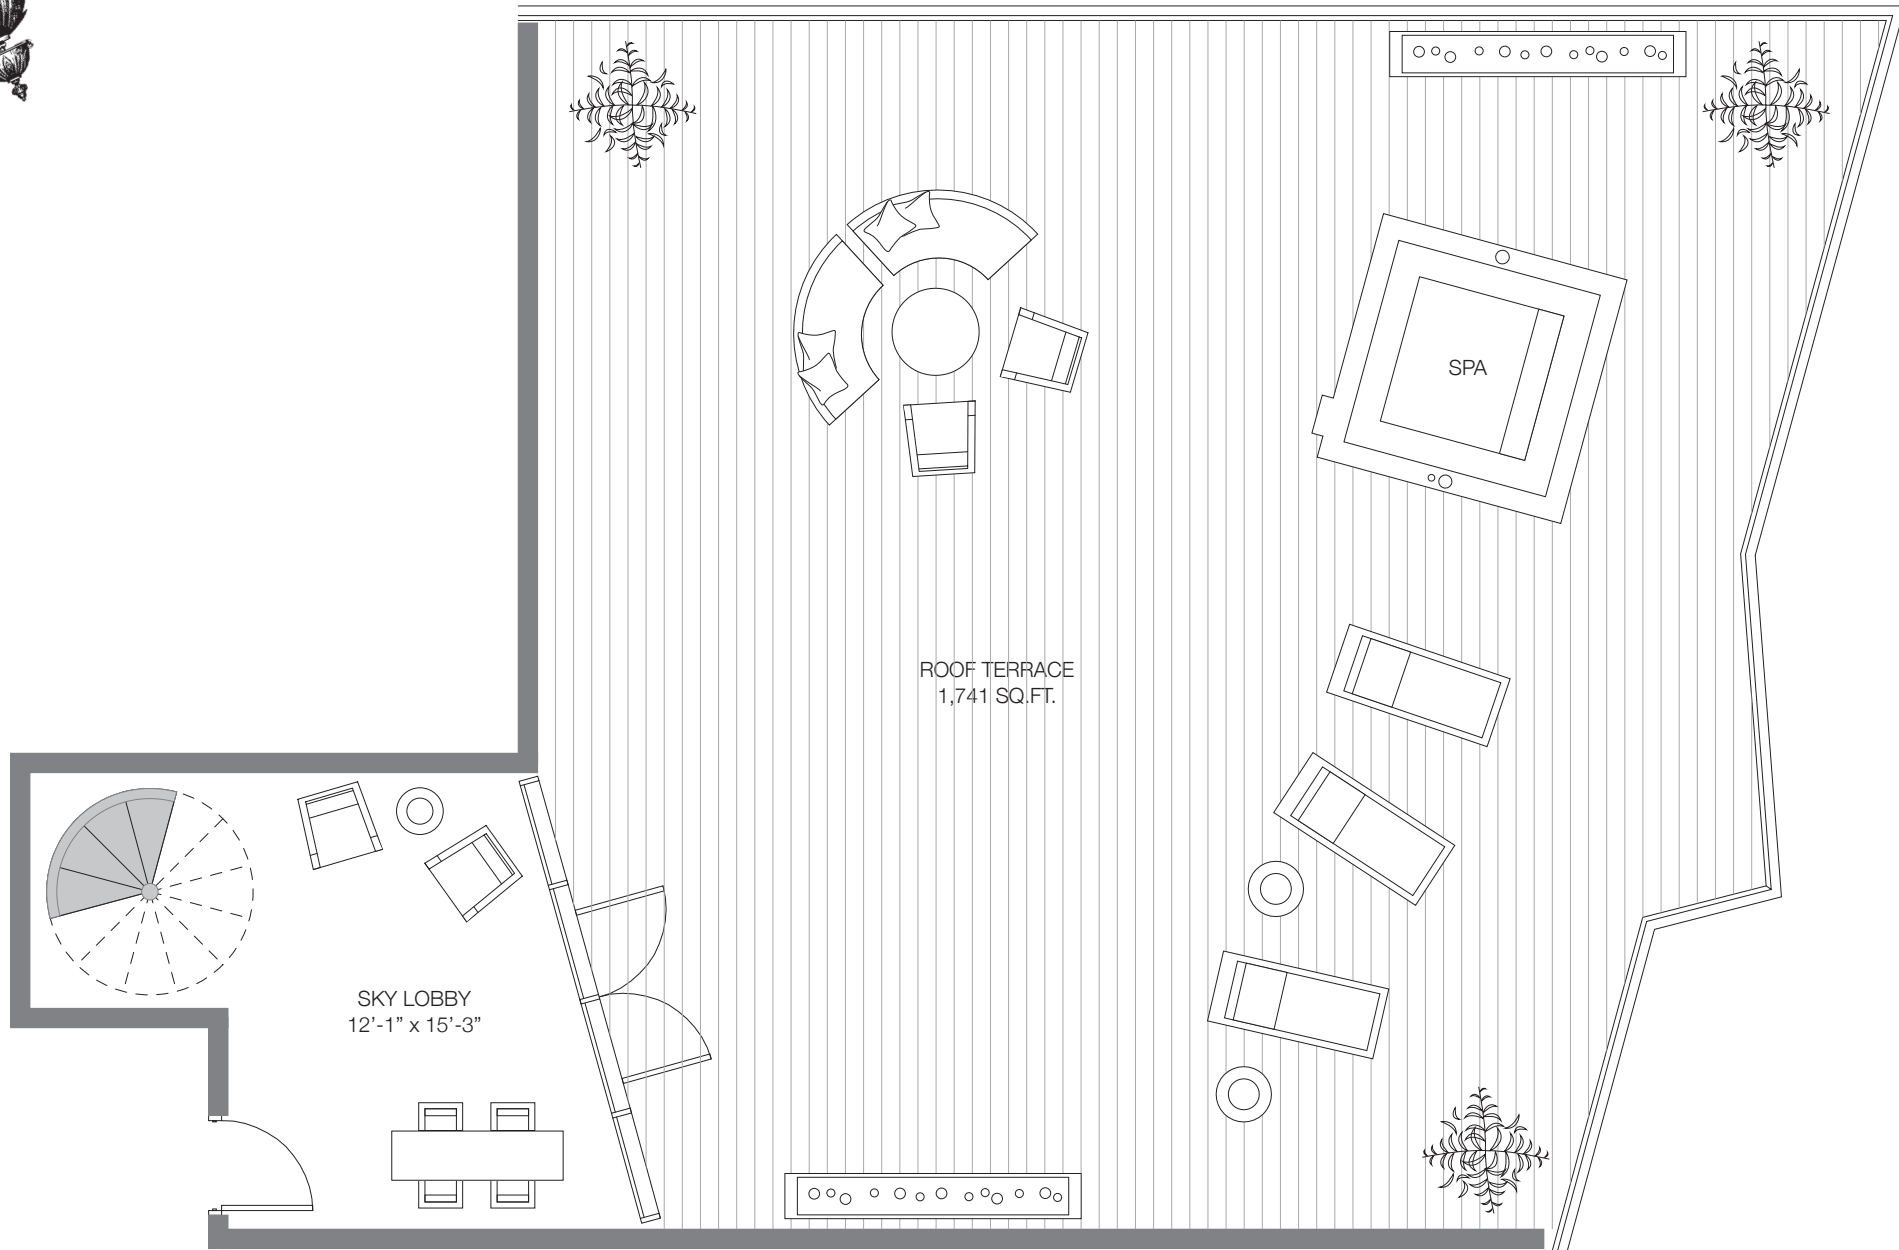 SPA
ROOF TERRACE
1,741 SQ.FT.
SKY LOBBY
12’-1” x 15’-3”